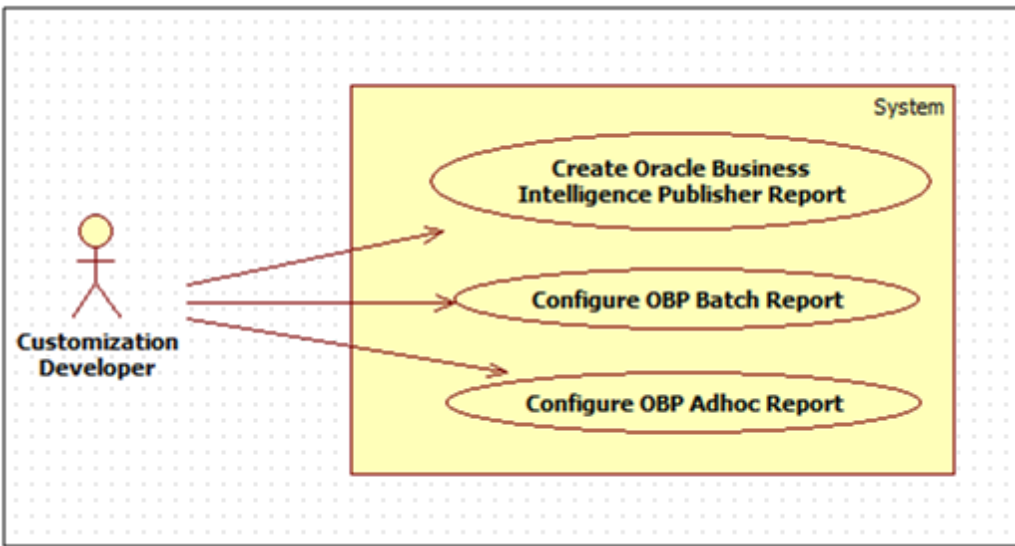 System
Create Oracle Business
Intelligence Publisher Report
Configure OBP Batch Report
Customization
Developer
Configure OBP Adhoc Report